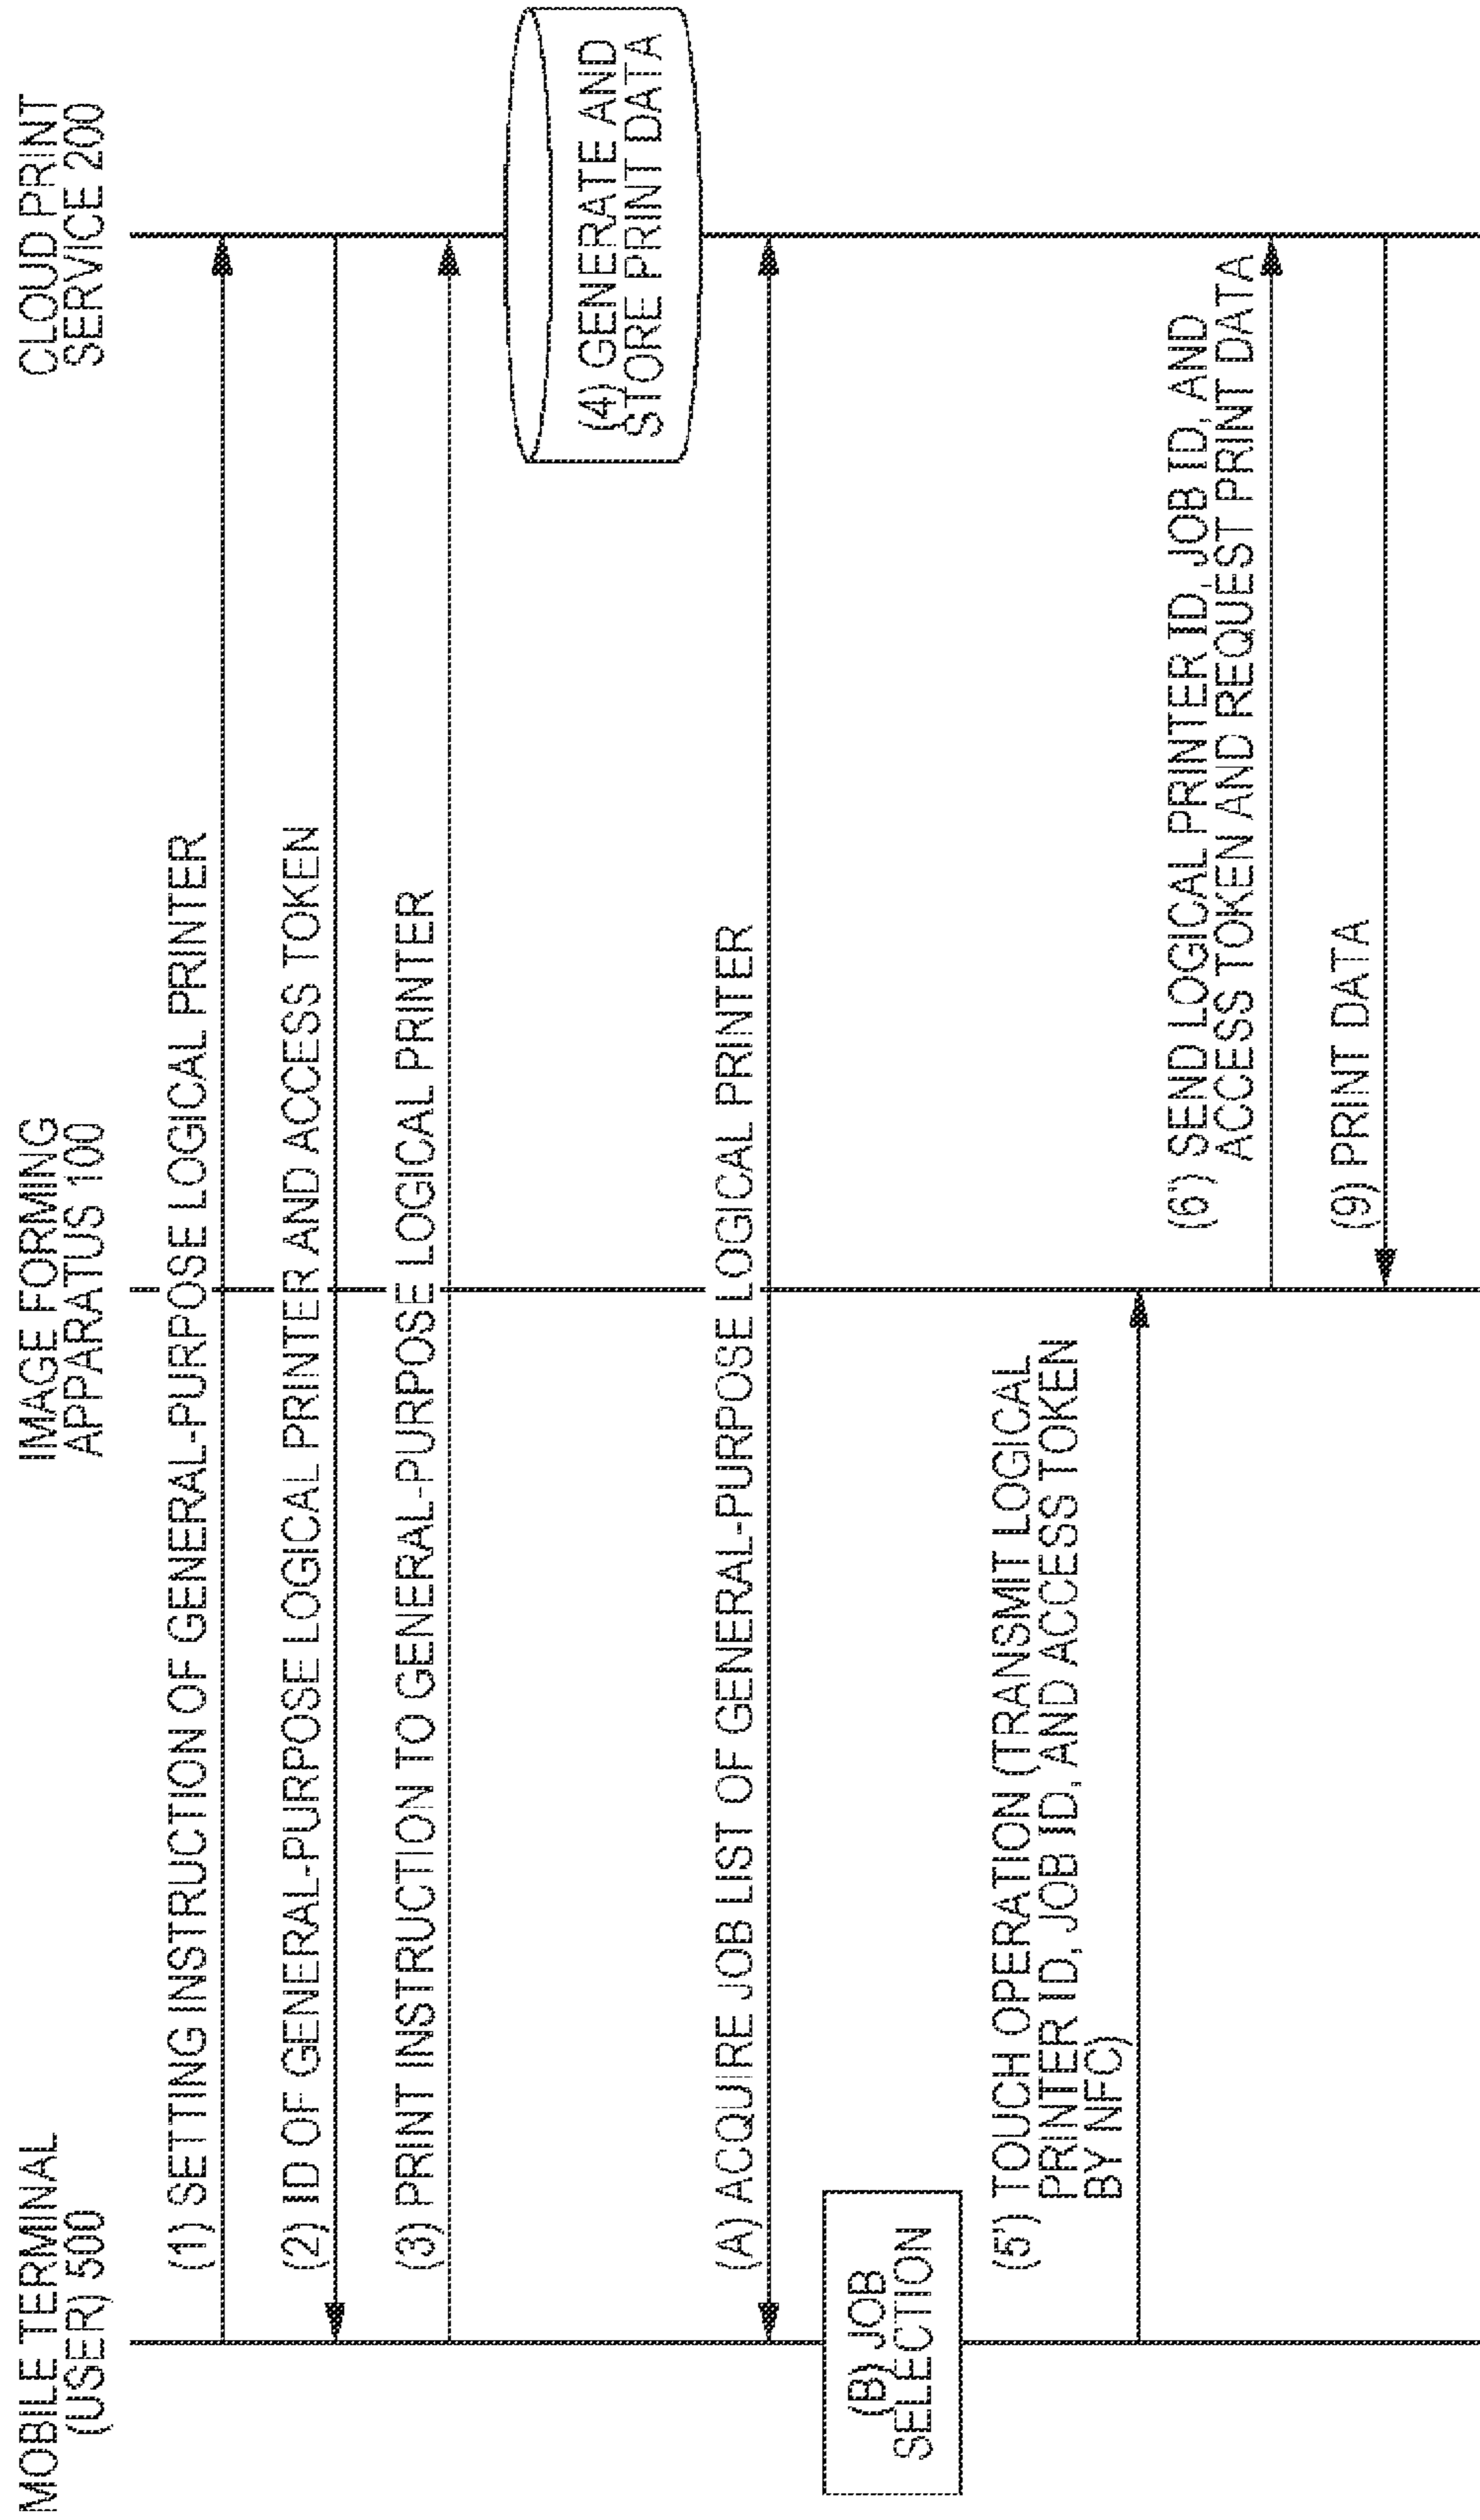 MOBILE TERMINAL
(USER) 500
IMAGE FORMING
APPARATUS 100
CLOUD PRINT
SERVICE 200
(1) SETTING INSTRUCTION OF GENERAL-PURPOSE LOGICAL PRINTER
(2) ID OF GENERAL-PURPOSE LOGICAL PRINTER AND ACCESS TOKEN
(3) PRINT INSTRUCTION TO GENERAL-PURPOSE LOGICAL PRINTER
(4) GENERATE AND
STORE PRINT DATA
(A) ACQUIRE JOB LIST OF GENERAL-PURPOSE LOGICAL PRINTER
(B) JOB
SELECTION
(5') TOUCH OPERATION (TRANSMIT LOGICAL
PRINTER ID, JOB ID, AND ACCESS TOKEN
BY NFC)
(6') SEND LOGICAL PRINTER ID, JOB ID, AND
ACCESS TOKEN AND REQUEST PRINT DATA
(9) PRINT DATA